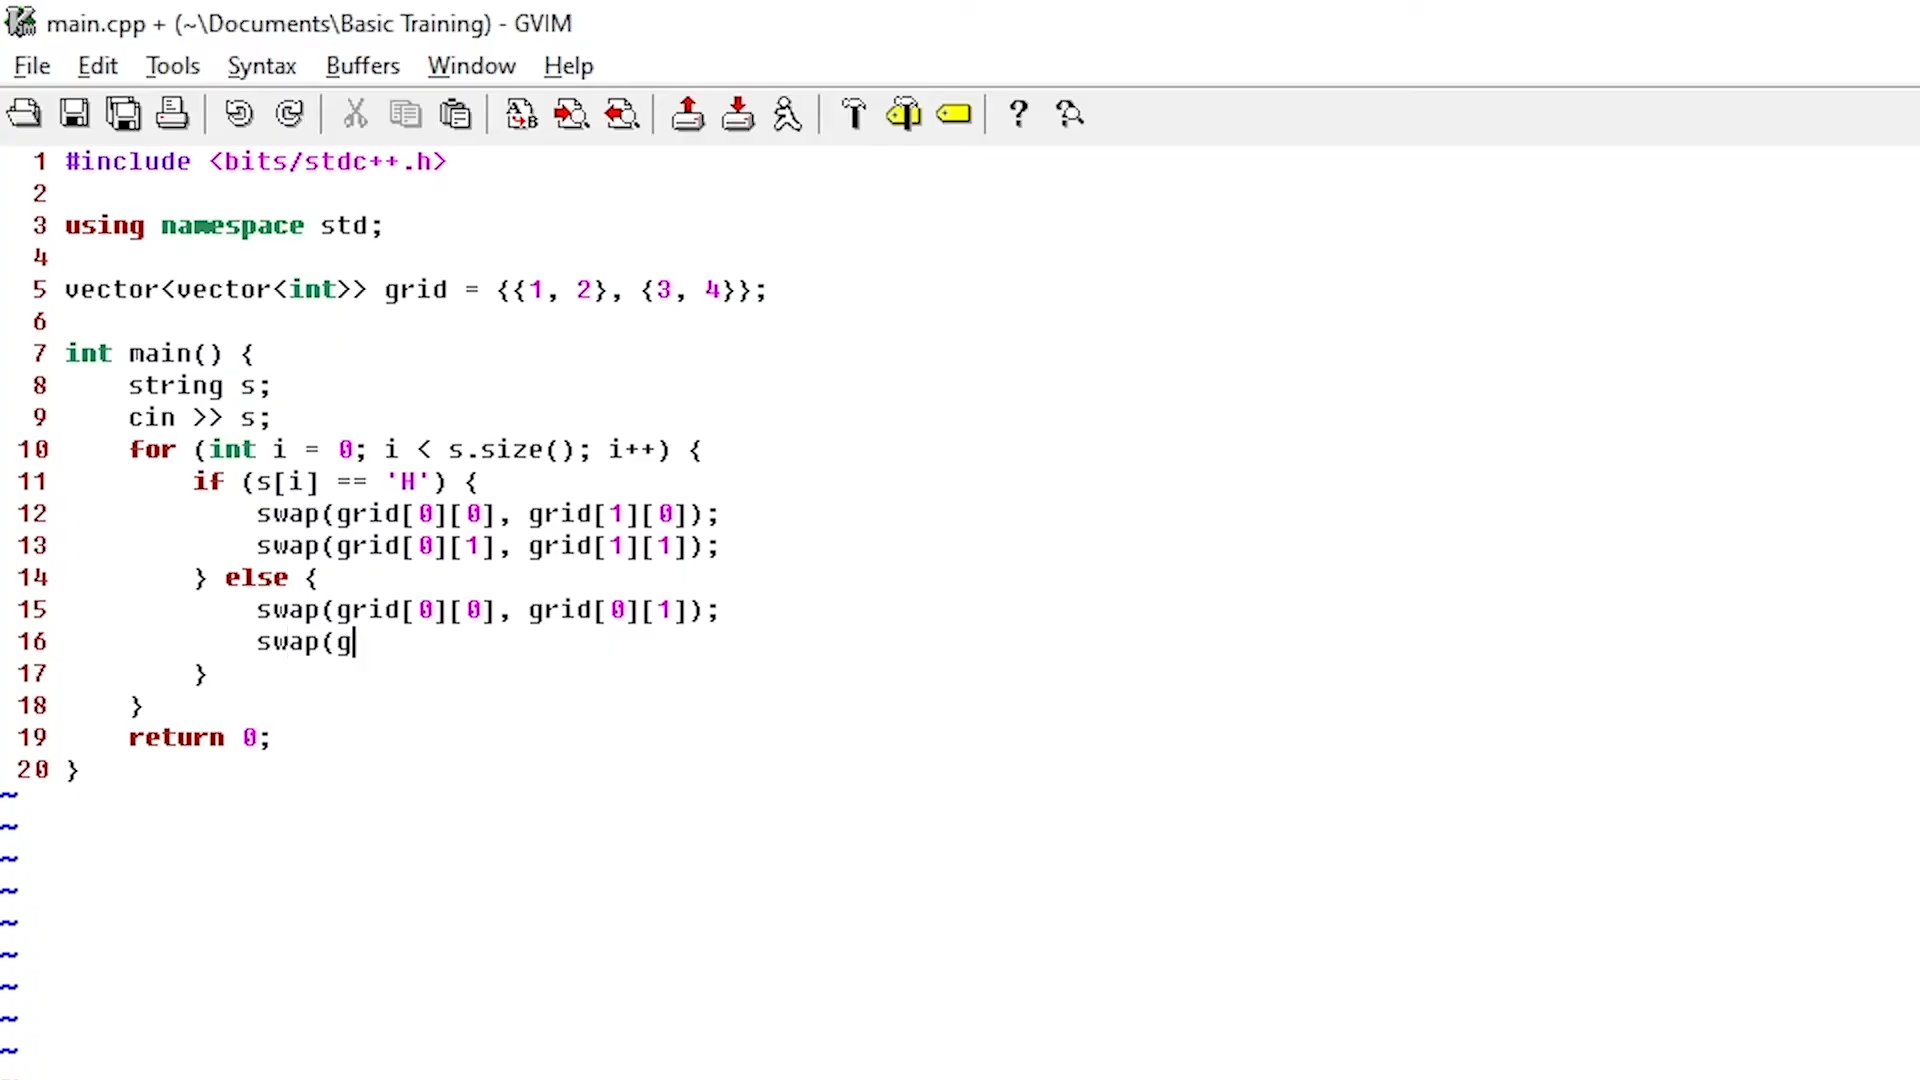 main.cpp + (~\Documents\Basic Training) - GVIM
File Edit Tools Syntax Buffers Window Help
1 #include <bits/stdc++.h>
2
3 using namespace std;
4
5 vector<vector<int>> grid = {{1, 2}, {3, 4}};
6
7 int main() {
8     string s;
9     cin >> s;
10     for (int i = 0; i < s.size(); i++) {
11         if (s[i] == 'H') {
12             swap(grid[0][0], grid[1][0]);
13             swap(grid[0][1], grid[1][1]);
14         } else {
15             swap(grid[0][0], grid[0][1]);
16             swap(g
17         }
18     }
19     return 0;
20 }
~
~
~
~
~
~
~
~
~